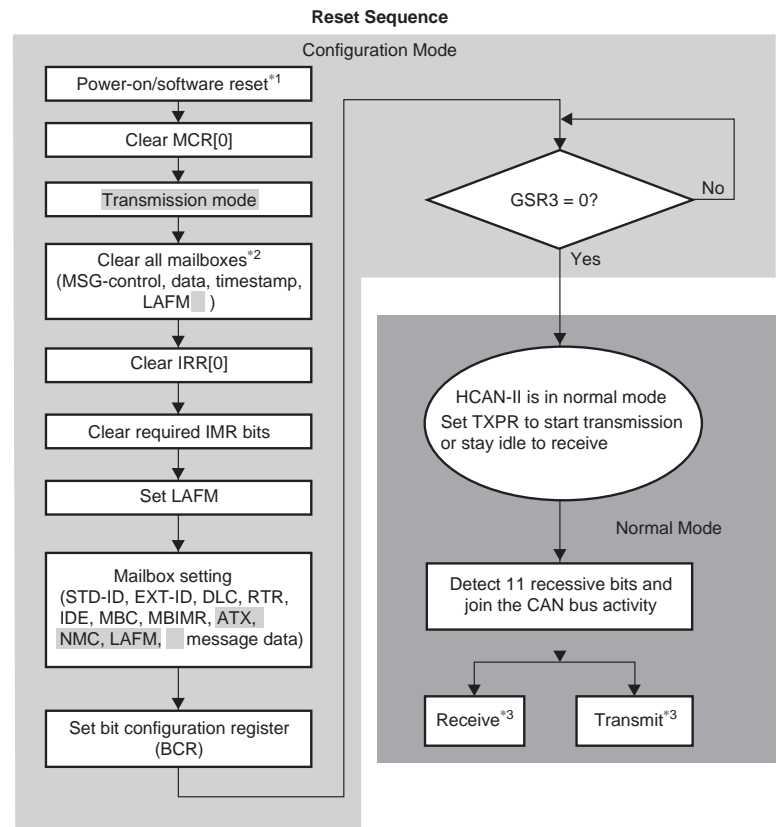 Reset Sequence
Configuration Mode
Power-on/software reset*1
Clear MCR[0]
Transmission mode
Clear all mailboxes*2
(MSG-control, data, timestamp,
LAFM )
Clear IRR[0]
Clear required IMR bits
Set LAFM
Mailbox setting
(STD-ID, EXT-ID, DLC, RTR,
IDE, MBC, MBIMR, ATX,
NMC, LAFM, message data)
Set bit configuration register
(BCR)
GSR3 = 0?
No
Yes
HCAN-II is in normal mode
Set TXPR to start transmission
or stay idle to receive
Normal Mode
Detect 11 recessive bits and
join the CAN bus activity
Receive*3
Transmit*3